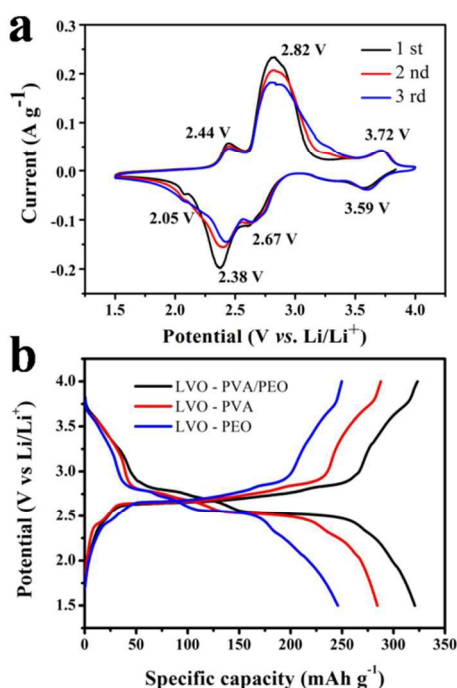 a
Current (A g⁻¹)
0.3
0.2
0.1
0.0
-0.1
-0.2
2.82 V
2.44 V
3.72 V
2.05 V
2.67 V
3.59 V
2.38 V
1 st
2 nd
3 rd
1.5 2.0 2.5 3.0 3.5 4.0
Potential (V vs. Li/Li⁺)
b
Potential (V vs Li/Li⁺)
4.0
3.5
3.0
2.5
2.0
1.5
LVO - PVA/PEO
LVO - PVA
LVO - PEO
0 50 100 150 200 250 300 350
Specific capacity (mAh g⁻¹)